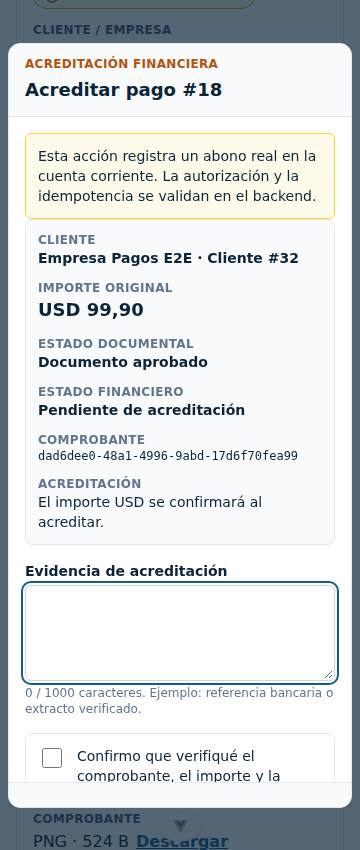 CLIENTE / EMPRESA
ACREDITACIÓN FINANCIERA
Acreditar pago #18
Esta acción registra un abono real en la
cuenta corriente. La autorización y la
idempotencia se validan en el backend.
CLIENTE
Empresa Pagos E2E · Cliente #32
IMPORTE ORIGINAL
USD 99,90
ESTADO DOCUMENTAL
Documento aprobado
ESTADO FINANCIERO
Pendiente de acreditación
COMPROBANTE
dad6dee0-48a1-4996-9abd-17d6f70fea99
ACREDITACIÓN
El importe USD se confirmará al
acreditar.
Evidencia de acreditación
0 / 1000 caracteres. Ejemplo: referencia bancaria o
extracto verificado.
Confirmo que verifiqué el
comprobante, el importe y la
COMPROBANTE
PNG · 524 B Descargar